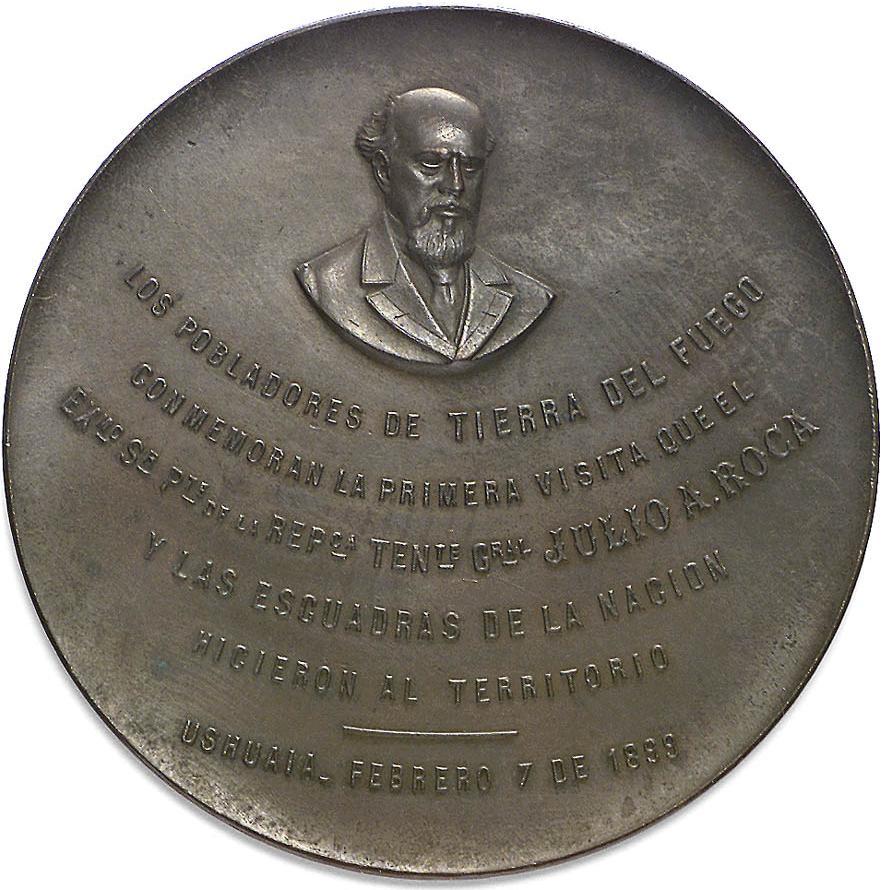 LOS POBLADORES DE TIERRA DEL FUEGO
CONMEMORAN LA PRIMERA VISITA QUE EL
EXMO SR PTE DE LA REPCA TENTE GRAL JULIO A. ROCA
Y LAS ESCUADRAS DE LA NACION
HICIERON AL TERRITORIO
USHUAIA_ FEBRERO 7 DE 1899